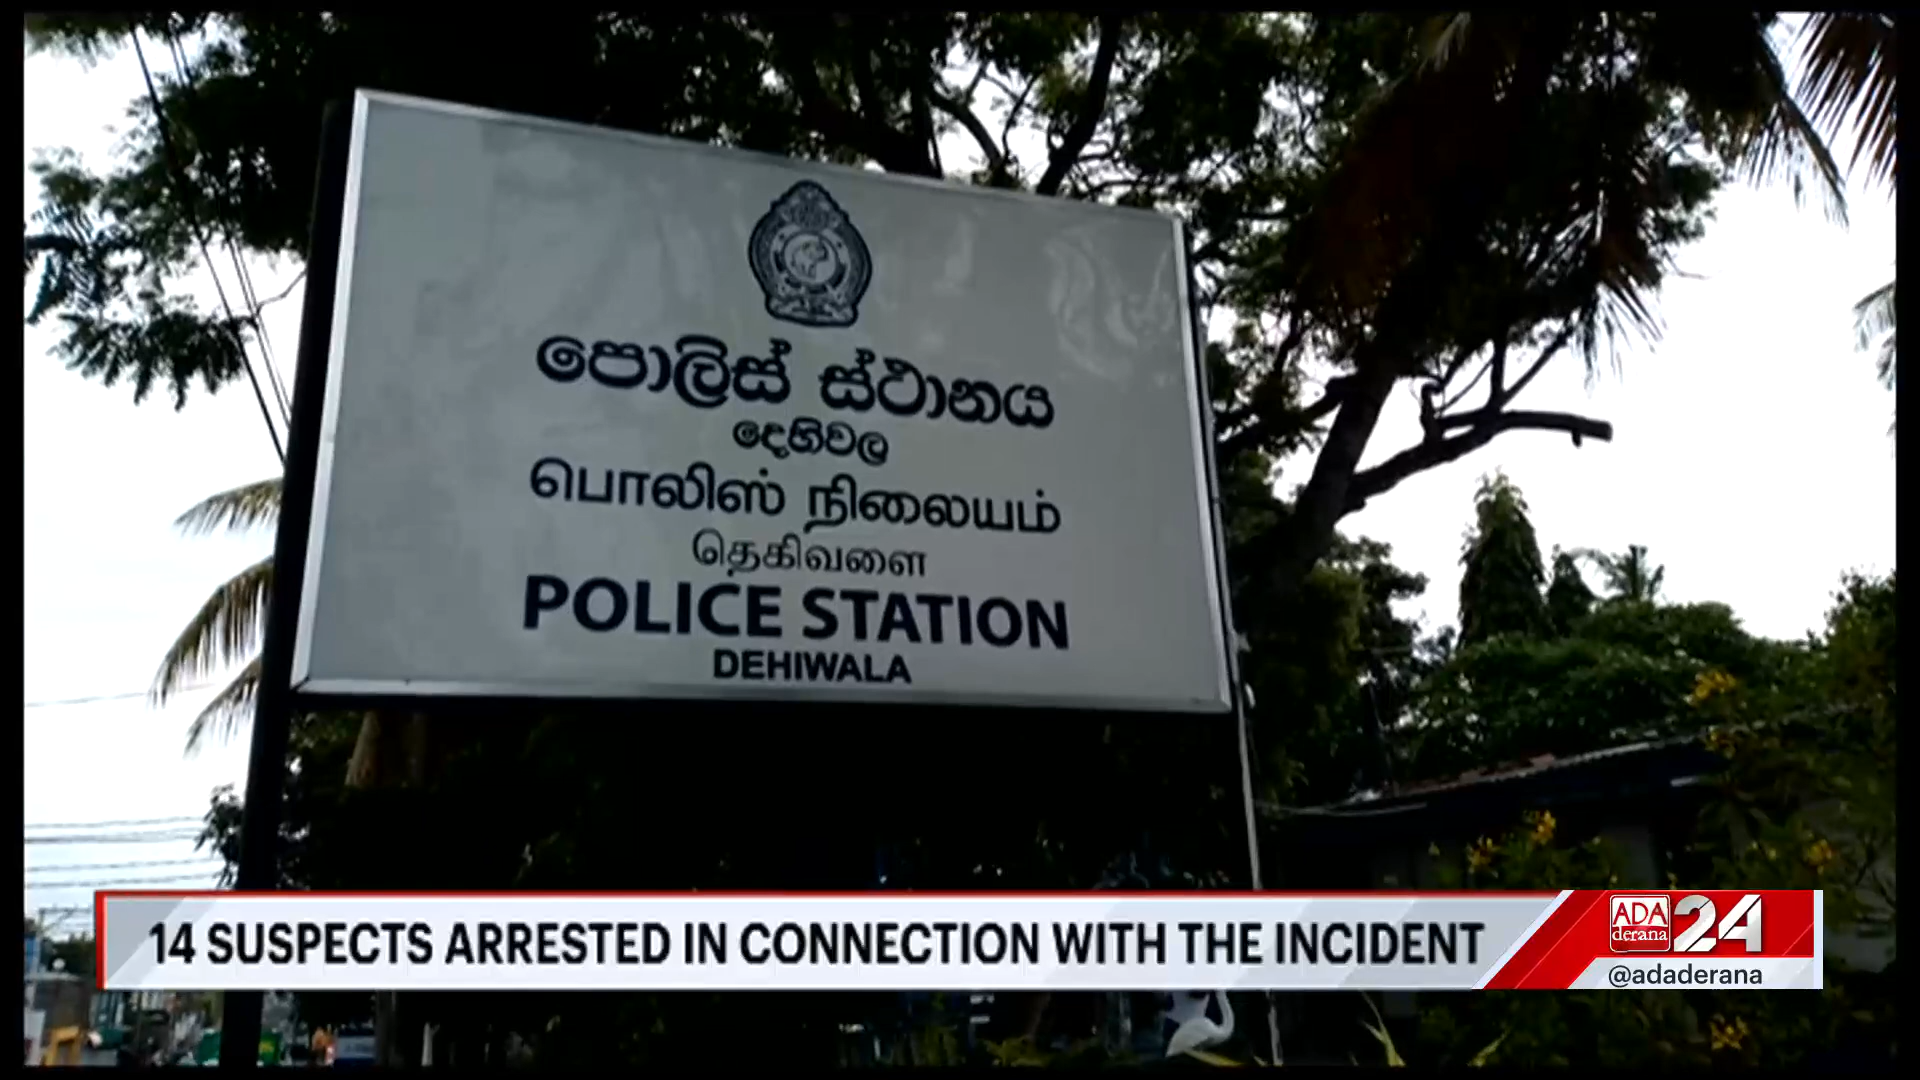 පොලිස් ස්ථානය
දෙහිවල
பொலிஸ் நிலையம்
தெகிவளை
POLICE STATION
DEHIWALA
14 SUSPECTS ARRESTED IN CONNECTION WITH THE INCIDENT
ADA derana 24
@adaderana